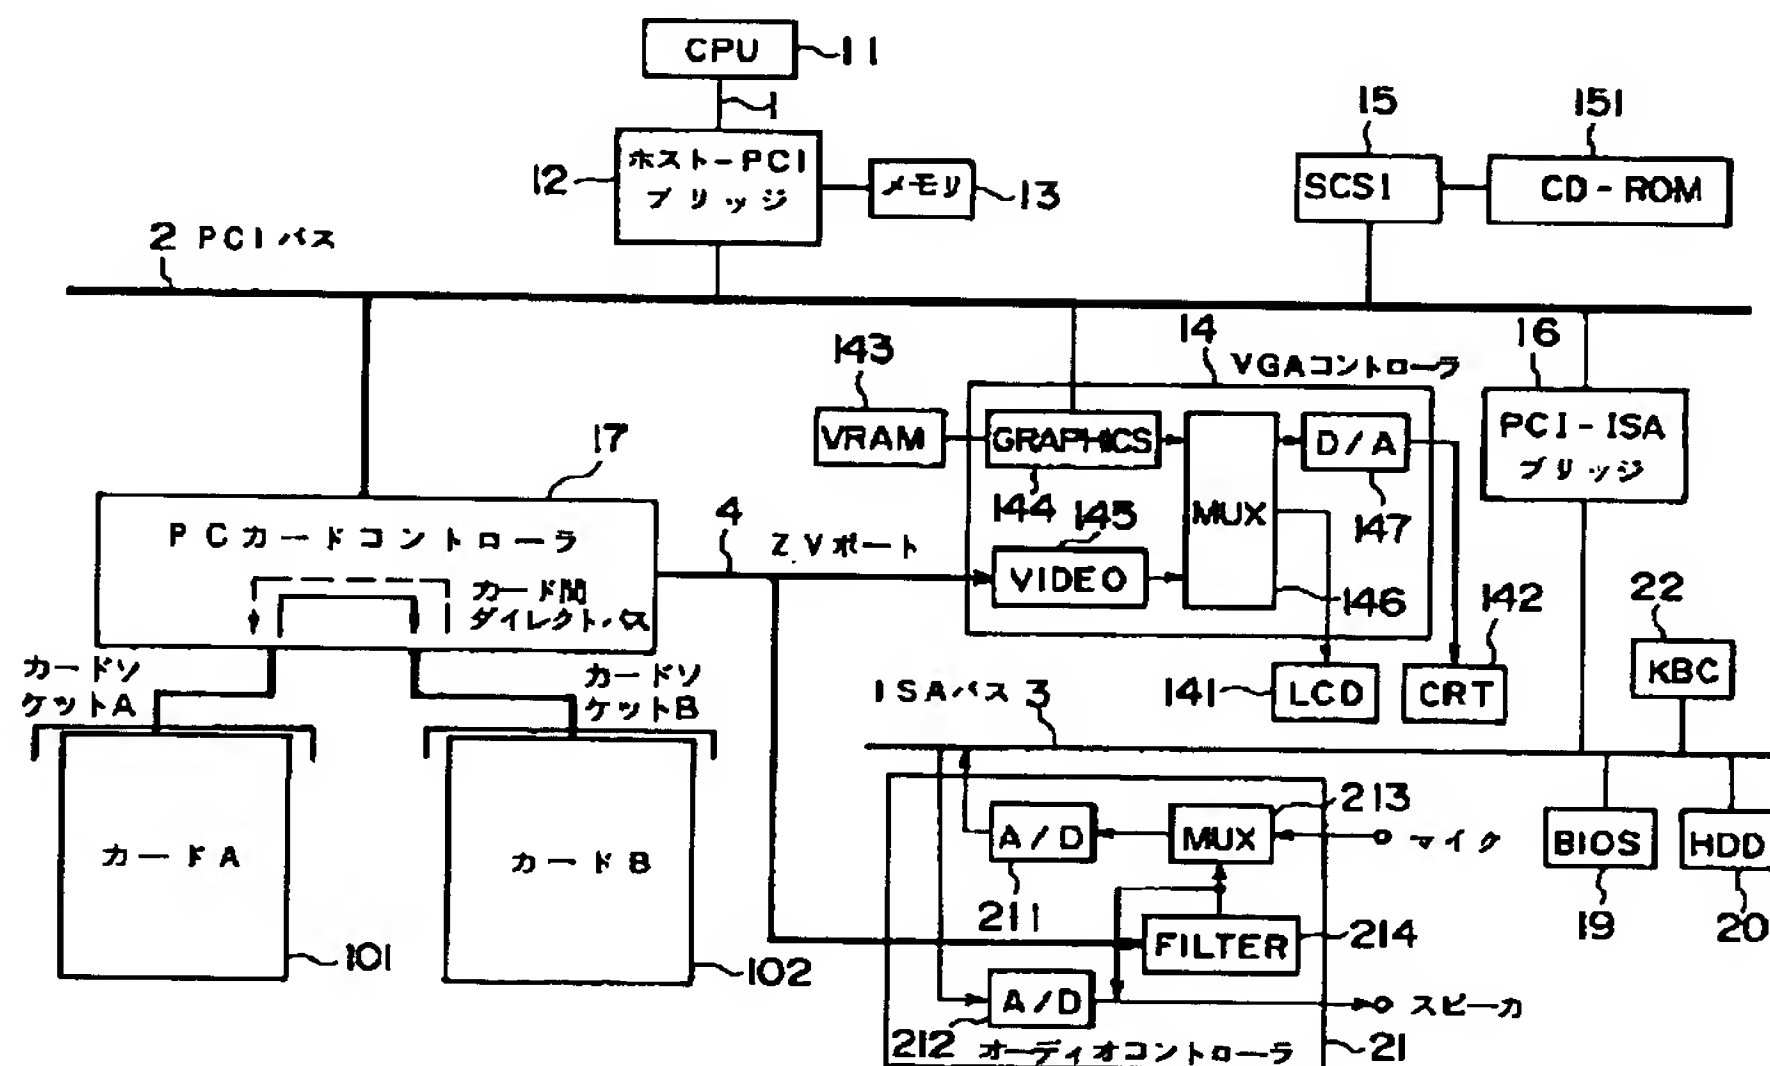 CPU
11
1
ホスト-PCI
ブリッジ
12
メモリ
13
15
SCSI
151
CD-ROM
2 PCIバス
14
VGAコントローラ
16
PCI-ISA
ブリッジ
143
VRAM
GRAPHICS
144
MUX
D/A
147
17
PCカードコントローラ
カード間
ダイレクトパス
4
ZVポート
145
VIDEO
146
142
22
KBC
141
LCD
CRT
カードソ
ケットA
カードソ
ケットB
ISAバス 3
カードA
101
カードB
102
A/D
211
MUX
213
マイク
FILTER
214
A/D
212
スピーカ
オーディオコントローラ
21
BIOS
19
HDD
20